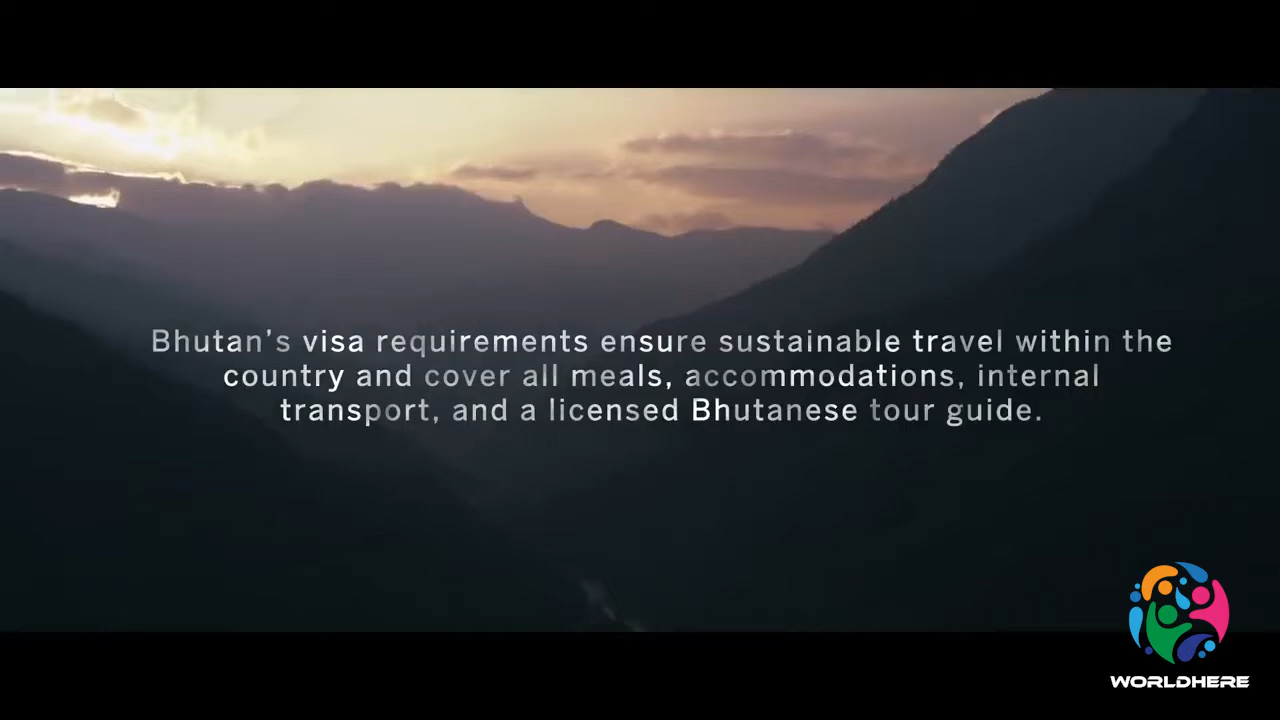 Bhutan’s visa requirements ensure sustainable travel within the
country and cover all meals, accommodations, internal
transport, and a licensed Bhutanese tour guide.
WORLDHERE